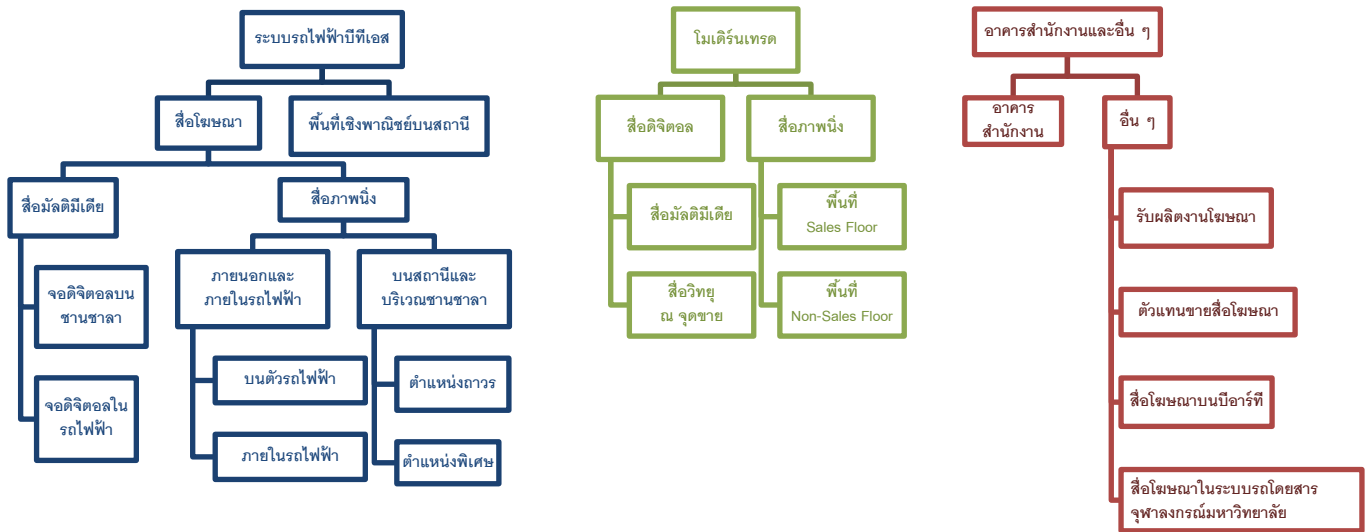 ระบบรถไฟฟ้าบีทีเอส
สื่อโฆษณา
พื้นที่เชิงพาณิชย์บนสถานี
สื่อมัลติมีเดีย
สื่อภาพนิ่ง
จอดิจิตอลบน
ชานชาลา
จอดิจิตอลใน
รถไฟฟ้า
ภายนอกและ
ภายในรถไฟฟ้า
บนตัวรถไฟฟ้า
ภายในรถไฟฟ้า
บนสถานีและ
บริเวณชานชาลา
ตำแหน่งถาวร
ตำแหน่งพิเศษ
โมเดิร์นเทรด
สื่อดิจิตอล
สื่อภาพนิ่ง
สื่อมัลติมีเดีย
สื่อวิทยุ
ณ จุดขาย
พื้นที่
Sales Floor
พื้นที่
Non-Sales Floor
อาคารสำนักงานและอื่น ๆ
อาคาร
สำนักงาน
อื่น ๆ
รับผลิตงานโฆษณา
ตัวแทนขายสื่อโฆษณา
สื่อโฆษณาบนบีอาร์ที
สื่อโฆษณาในระบบรถโดยสาร
จุฬาลงกรณ์มหาวิทยาลัย